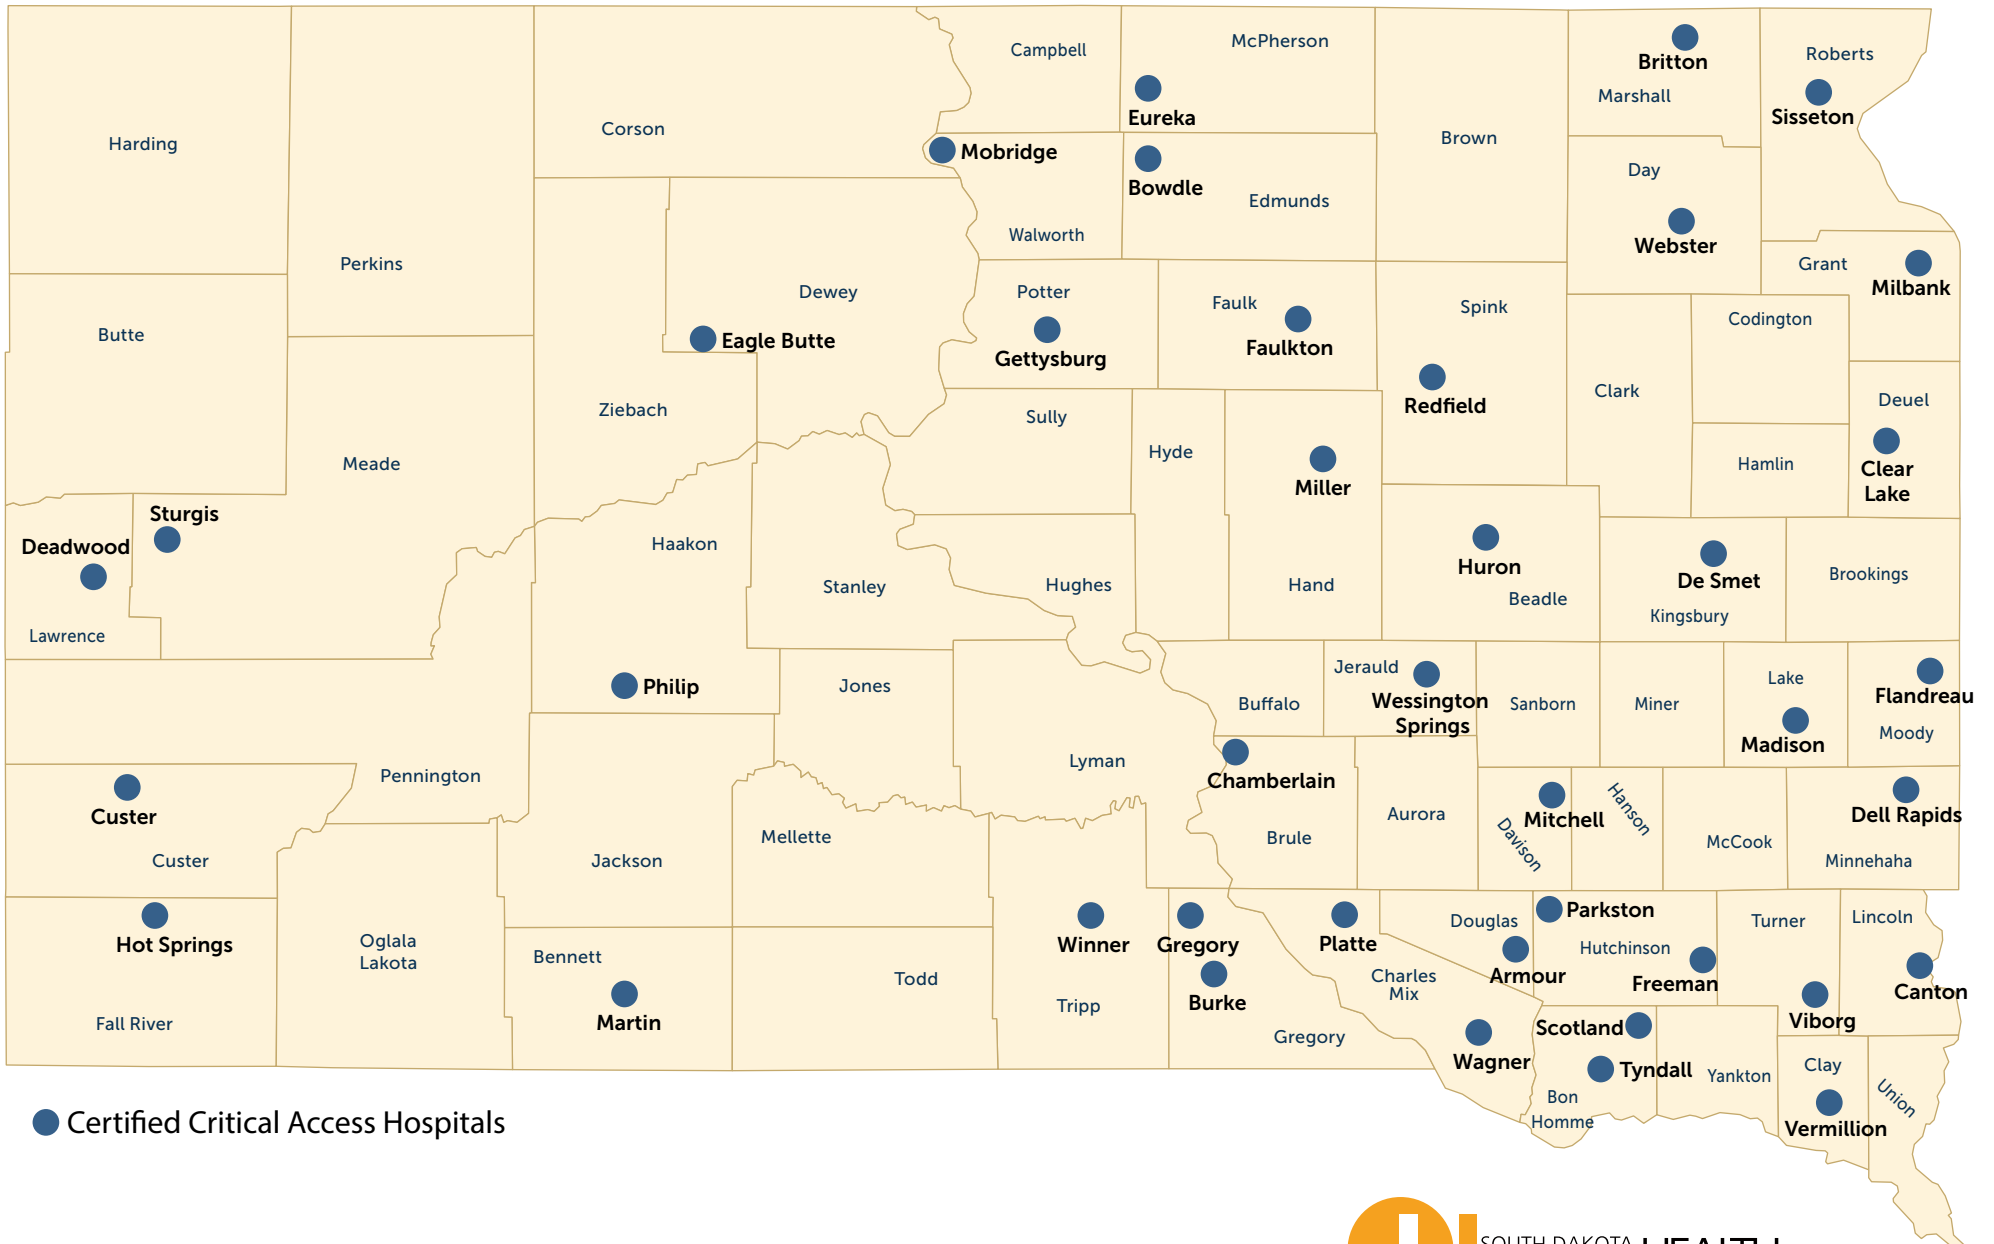 Campbell
McPherson
Britton
Roberts
Marshall
Sisseton
Eureka
Harding
Corson
Brown
Mobridge
Bowdle
Day
Edmunds
Walworth
Webster
Perkins
Grant
Milbank
Dewey
Potter
Faulk
Spink
Codington
Butte
Eagle Butte
Gettysburg
Faulkton
Clark
Deuel
Redfield
Ziebach
Sully
Hyde
Meade
Hamlin
Clear
Lake
Miller
Sturgis
Deadwood
Haakon
Huron
De Smet
Brookings
Stanley
Hughes
Hand
Beadle
Kingsbury
Lawrence
Philip
Jones
Jerauld
Lake
Flandreau
Buffalo
Wessington
Springs
Sanborn
Miner
Madison
Moody
Pennington
Lyman
Chamberlain
Custer
Mellette
Aurora
Mitchell
Hanson
Dell Rapids
Custer
Jackson
Brule
Davison
McCook
Minnehaha
Hot Springs
Oglala
Lakota
Bennett
Winner
Gregory
Platte
Douglas
Parkston
Turner
Lincoln
Hutchinson
Armour
Freeman
Todd
Charles
Mix
Canton
Fall River
Martin
Tripp
Burke
Viborg
Gregory
Scotland
Wagner
Tyndall
Yankton
Clay
Bon
Homme
Union
Vermillion
Certified Critical Access Hospitals